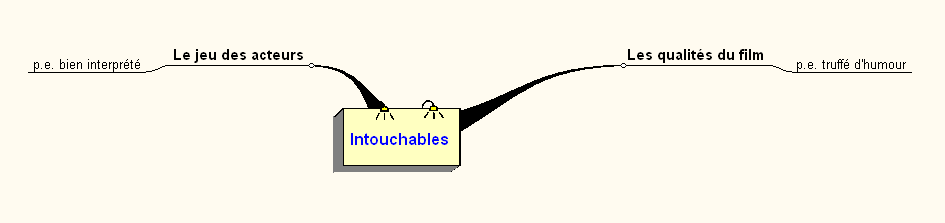 Le jeu des acteurs
p.e. bien interprété
Les qualités du film
p.e. truffé d'humour
Intouchables